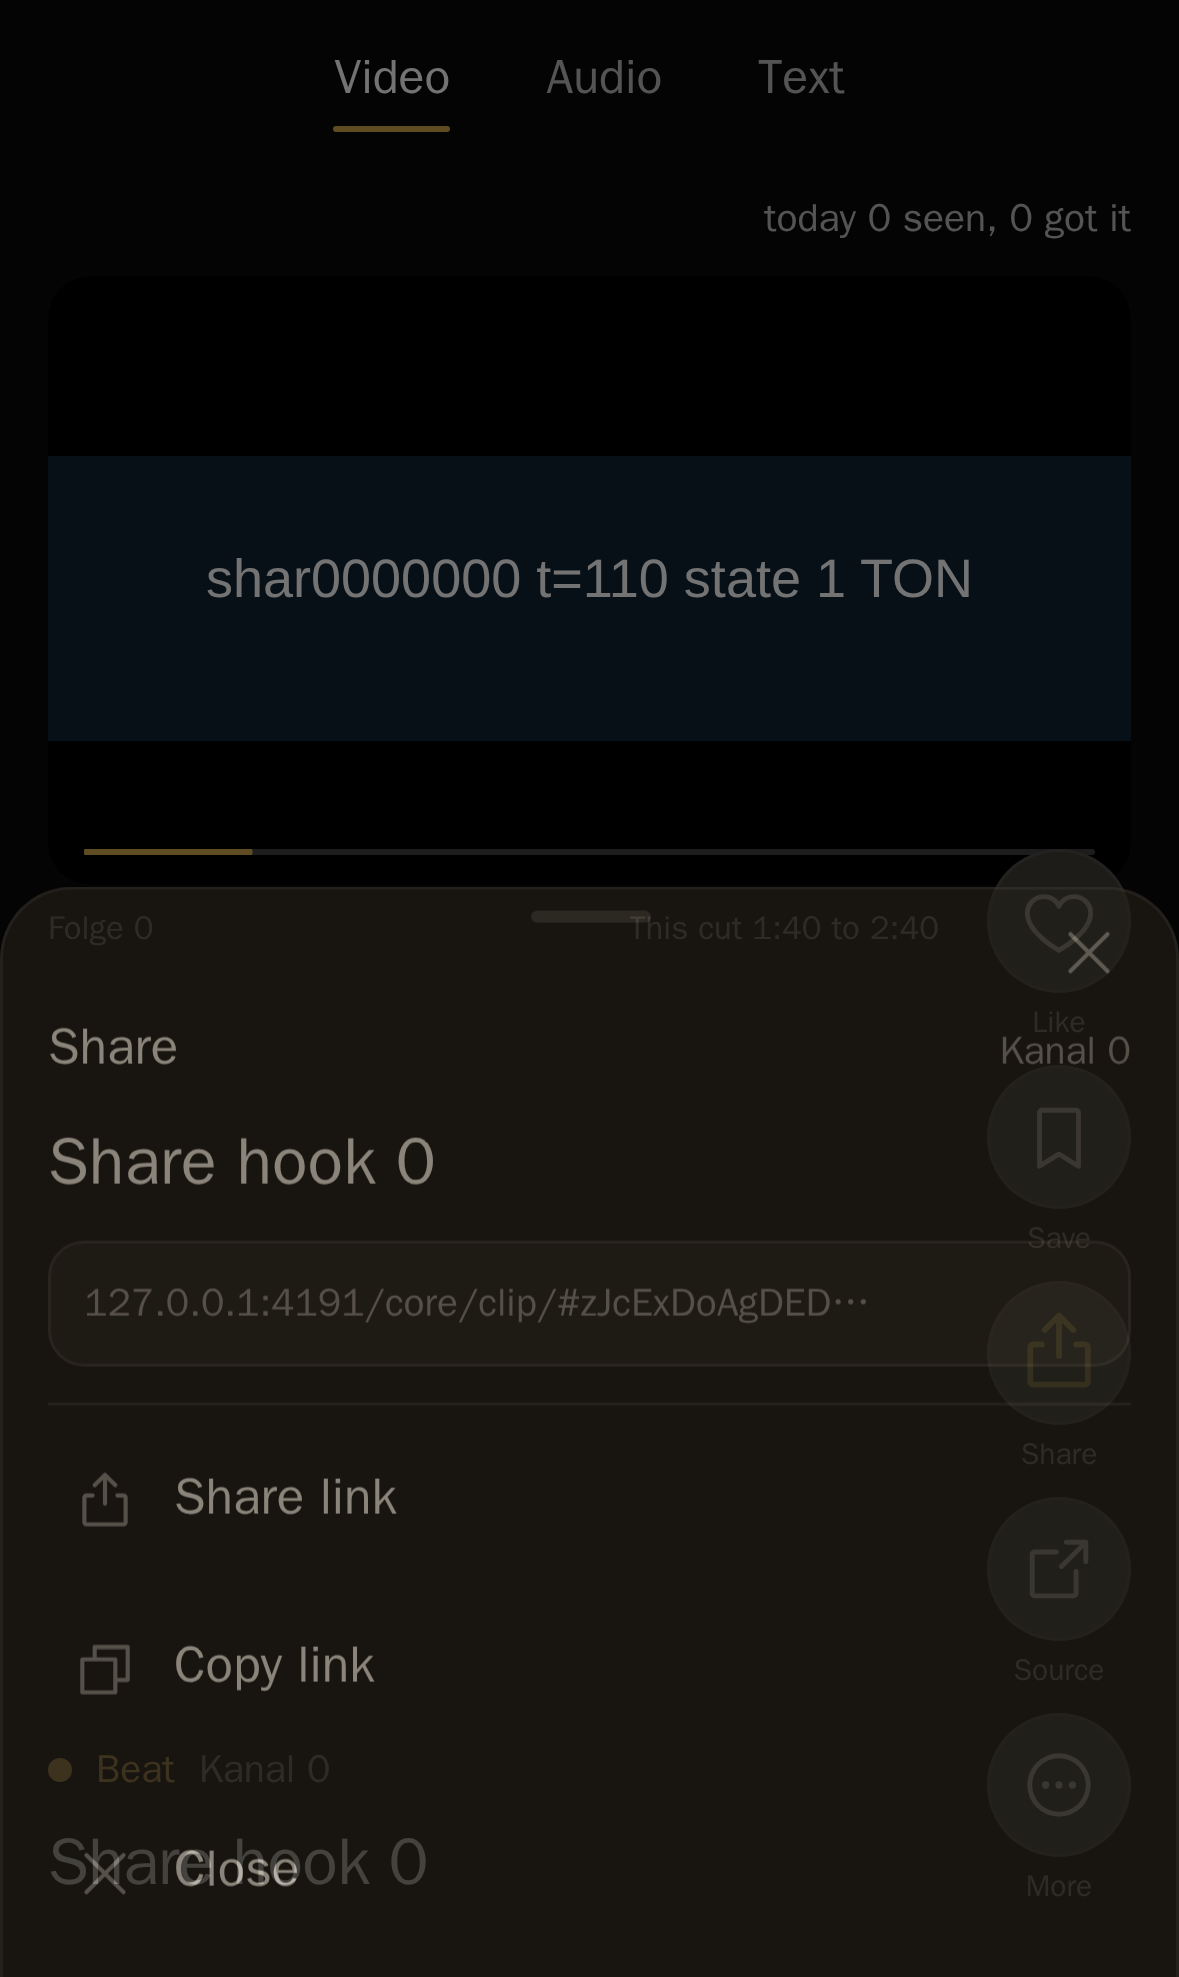 Video Audio Text
today 0 seen, 0 got it
shar0000000 t=110 state 1 TON
Folge 0 This cut 1:40 to 2:40
Like
Share Kanal 0
Share hook 0
Save
127.0.0.1:4191/core/clip/#zJcExDoAgDED···
Share
Share link
Copy link
Source
Beat Kanal 0
Share hook 0
Close
More